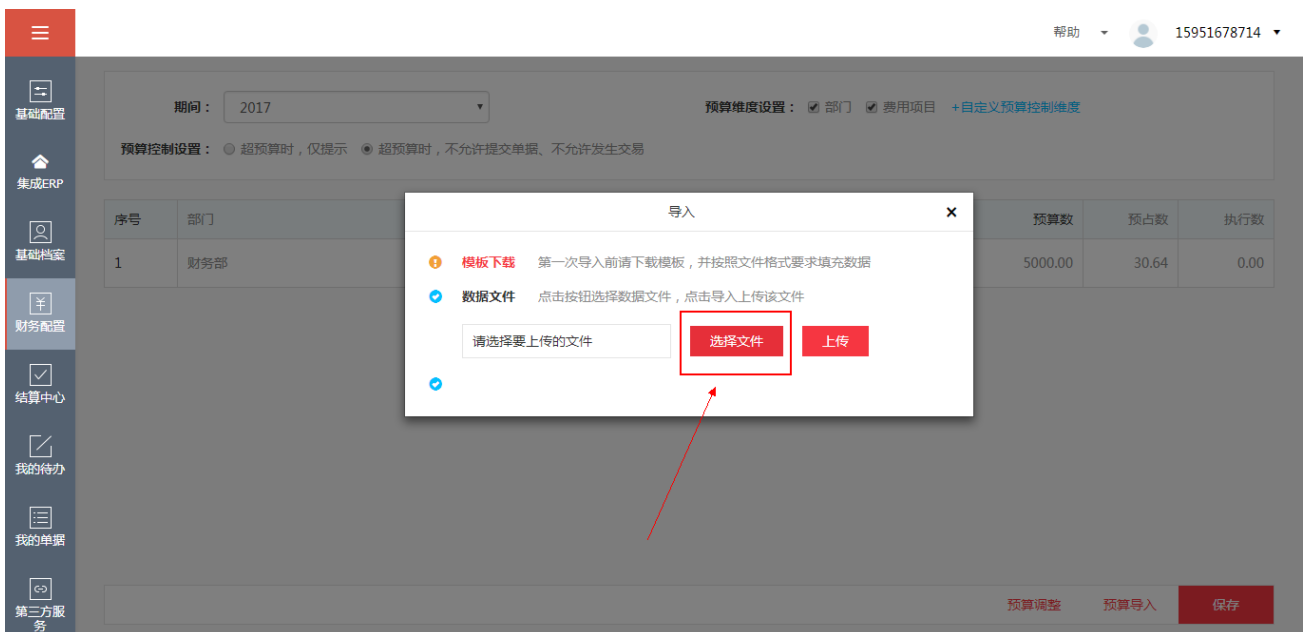 帮助
15951678714
基础配置
集成ERP
基础档案
财务配置
结算中心
我的待办
我的单据
第三方服
务
期间： 2017
预算维度设置： 部门 费用项目 +自定义预算控制维度
预算控制设置： 超预算时，仅提示 超预算时，不允许提交单据、不允许发生交易
序号 部门 预算数 预占数 执行数
1 财务部 5000.00 30.64 0.00
导入
模板下载 第一次导入前请下载模板，并按照文件格式要求填充数据
数据文件 点击按钮选择数据文件，点击导入上传该文件
请选择要上传的文件 选择文件 上传
预算调整 预算导入 保存